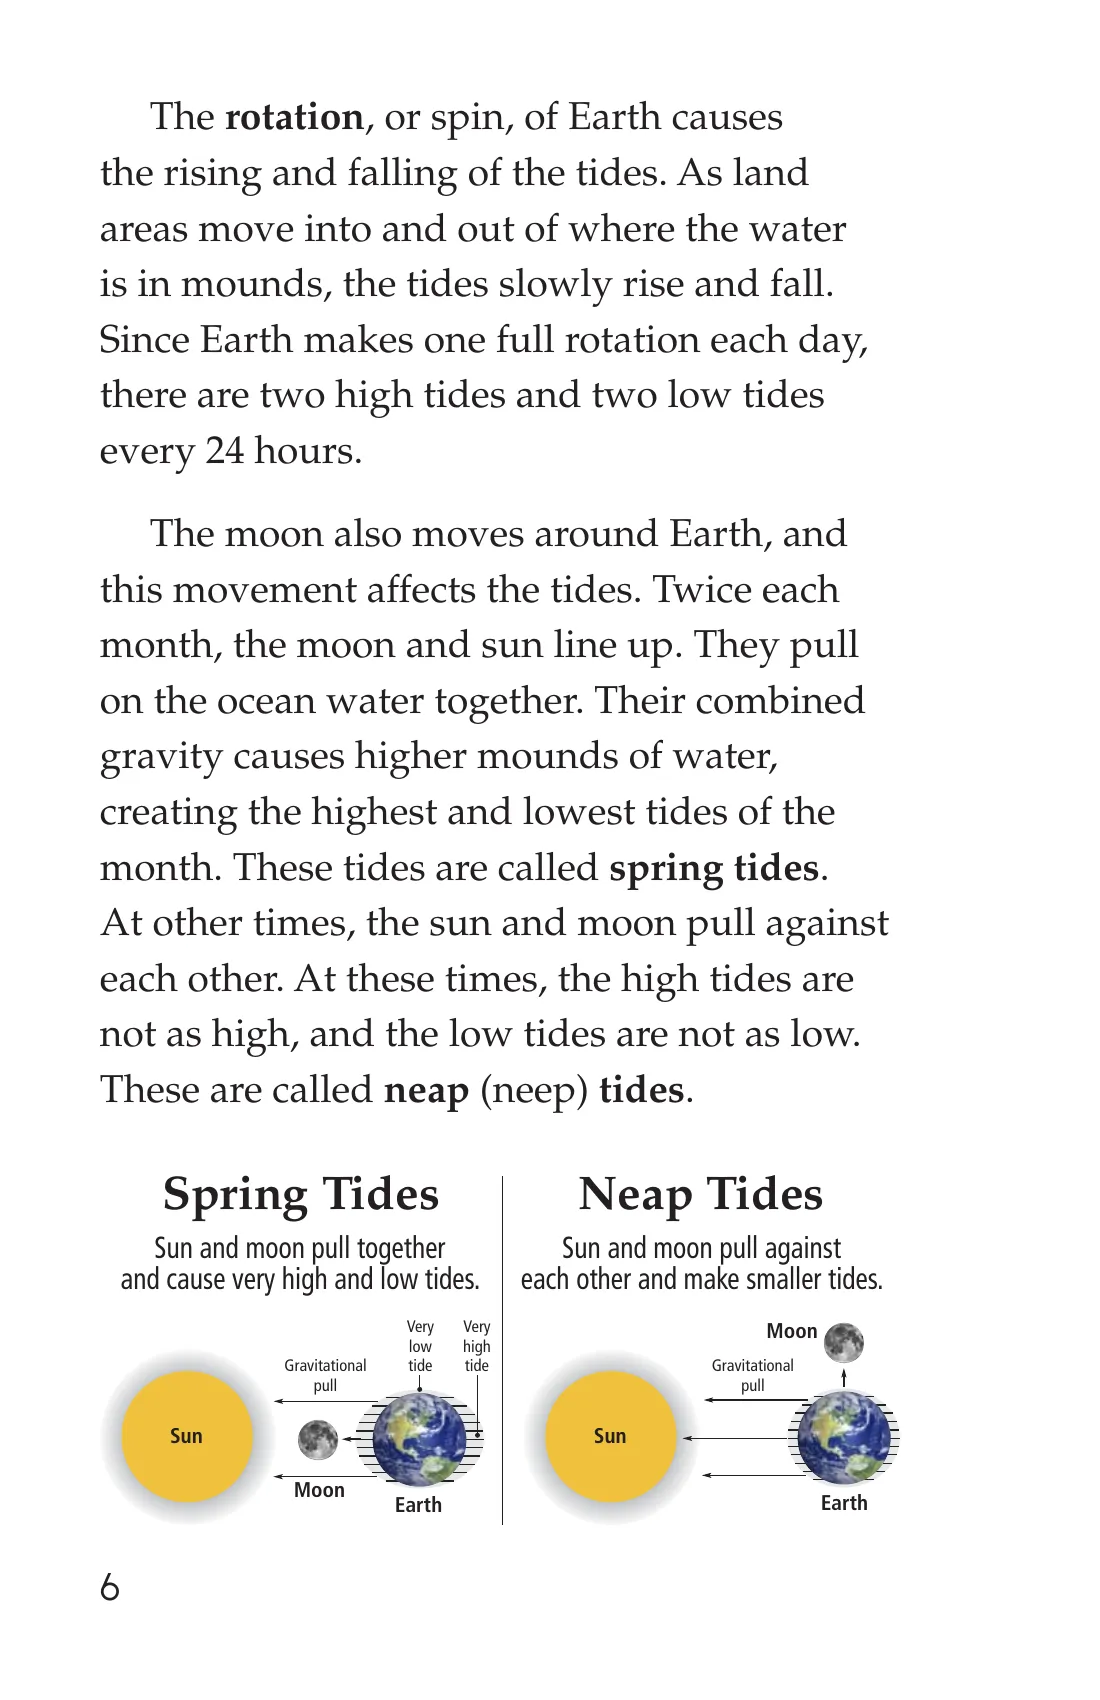 The rotation, or spin, of Earth causes
the rising and falling of the tides. As land
areas move into and out of where the water
is in mounds, the tides slowly rise and fall.
Since Earth makes one full rotation each day,
there are two high tides and two low tides
every 24 hours.
The moon also moves around Earth, and
this movement affects the tides. Twice each
month, the moon and sun line up. They pull
on the ocean water together. Their combined
gravity causes higher mounds of water,
creating the highest and lowest tides of the
month. These tides are called spring tides.
At other times, the sun and moon pull against
each other. At these times, the high tides are
not as high, and the low tides are not as low.
These are called neap (neep) tides.
Spring Tides
Sun and moon pull together
and cause very high and low tides.
Very
low
tide
Very
high
tide
Gravitational
pull
Sun
Moon
Earth
Neap Tides
Sun and moon pull against
each other and make smaller tides.
Moon
Gravitational
pull
Sun
Earth
6